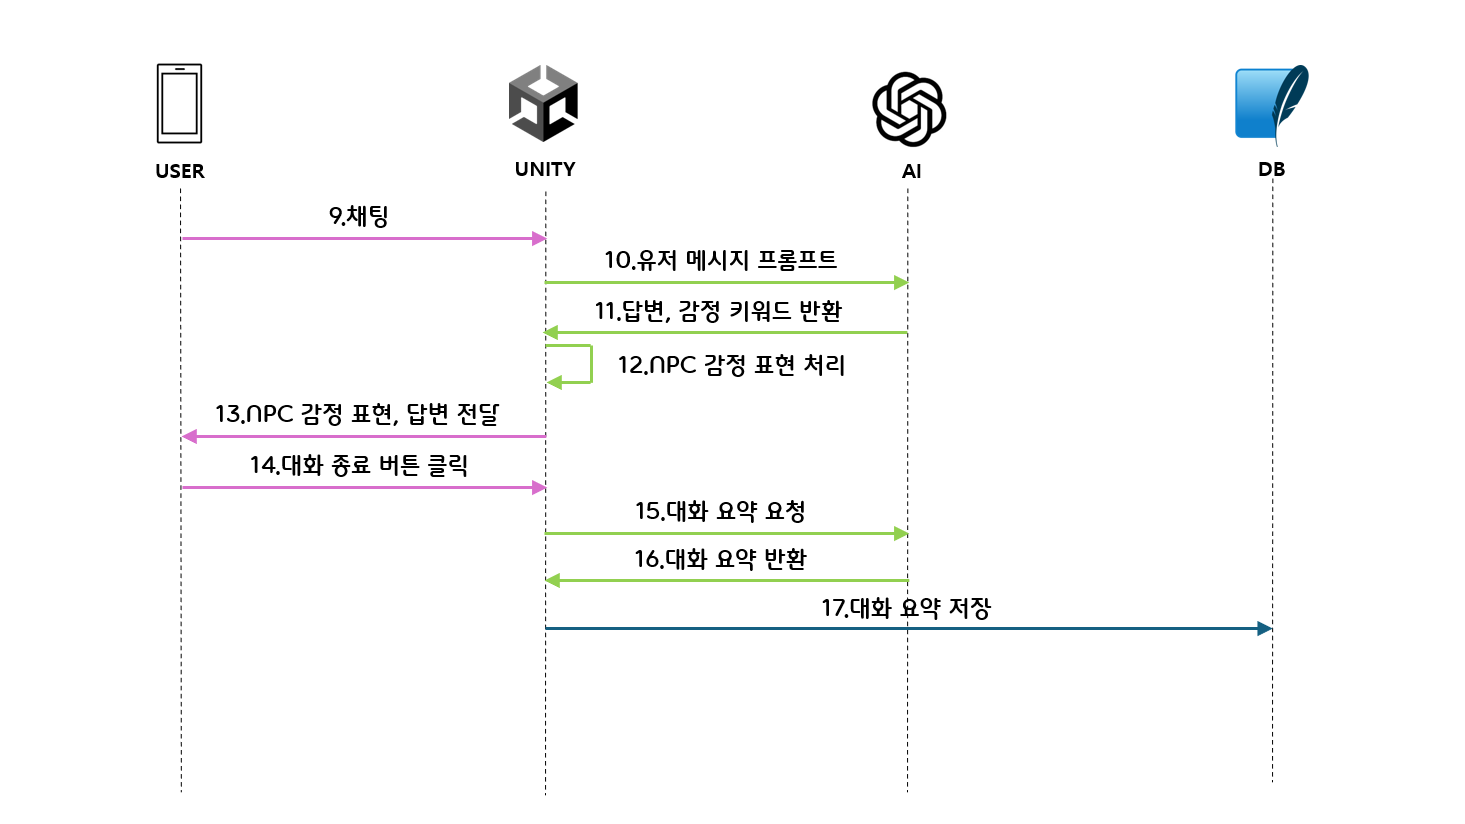 USER
UNITY
AI
DB
9.채팅
10.유저 메시지 프롬프트
11.답변, 감정 키워드 반환
12.NPC 감정 표현 처리
13.NPC 감정 표현, 답변 전달
14.대화 종료 버튼 클릭
15.대화 요약 요청
16.대화 요약 반환
17.대화 요약 저장